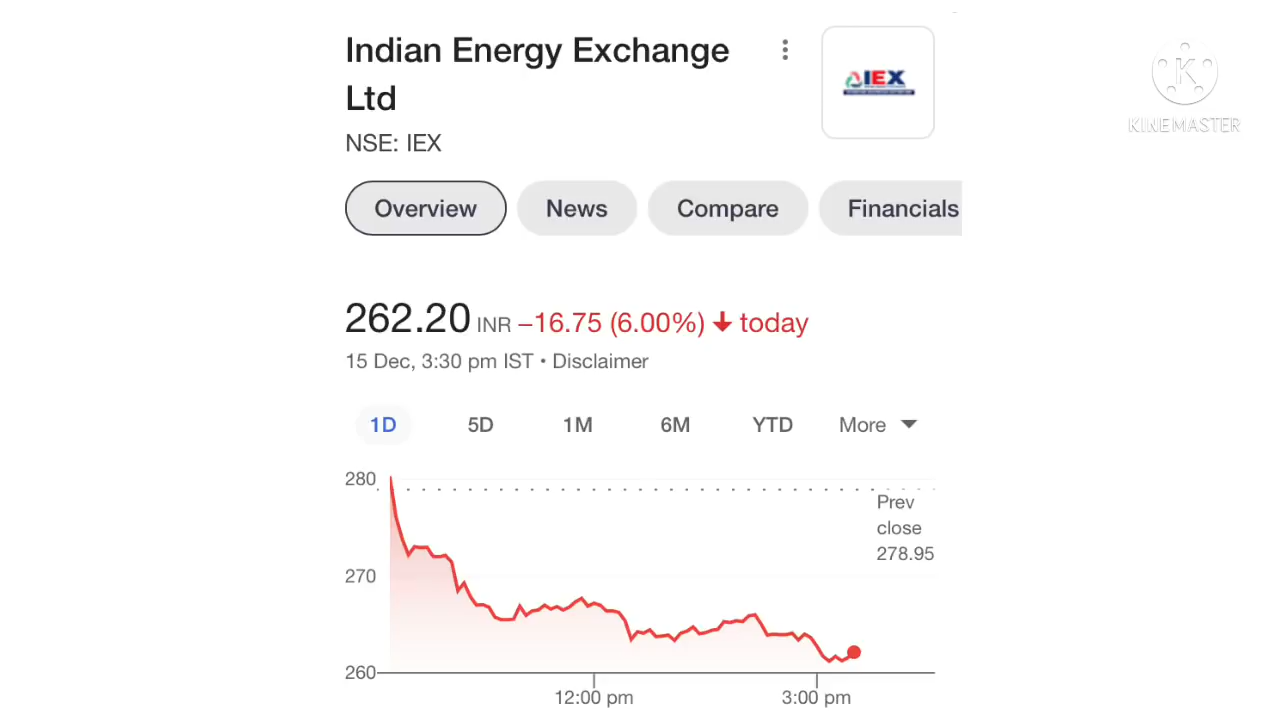 Indian Energy Exchange
Ltd
NSE: IEX
IEX
KINEMASTER
Overview News Compare Financials
262.20 INR –16.75 (6.00%) ↓ today
15 Dec, 3:30 pm IST • Disclaimer
1D 5D 1M 6M YTD More
280
270
260
Prev
close
278.95
12:00 pm 3:00 pm